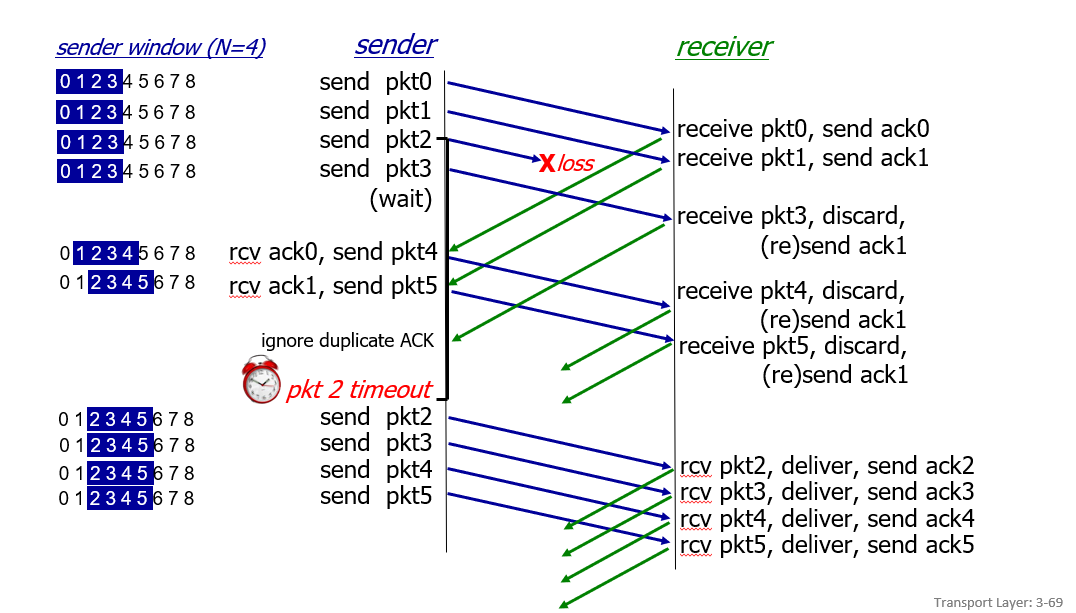 sender window (N=4)
sender
receiver
0 1 2 3 4 5 6 7 8
send pkt0
0 1 2 3 4 5 6 7 8
send pkt1
0 1 2 3 4 5 6 7 8
send pkt2
0 1 2 3 4 5 6 7 8
send pkt3
(wait)
X loss
receive pkt0, send ack0
receive pkt1, send ack1
receive pkt3, discard,
(re)send ack1
0 1 2 3 4 5 6 7 8
rcv ack0, send pkt4
0 1 2 3 4 5 6 7 8
rcv ack1, send pkt5
receive pkt4, discard,
(re)send ack1
receive pkt5, discard,
(re)send ack1
ignore duplicate ACK
pkt 2 timeout
0 1 2 3 4 5 6 7 8
send pkt2
0 1 2 3 4 5 6 7 8
send pkt3
0 1 2 3 4 5 6 7 8
send pkt4
0 1 2 3 4 5 6 7 8
send pkt5
rcv pkt2, deliver, send ack2
rcv pkt3, deliver, send ack3
rcv pkt4, deliver, send ack4
rcv pkt5, deliver, send ack5
Transport Layer: 3-69